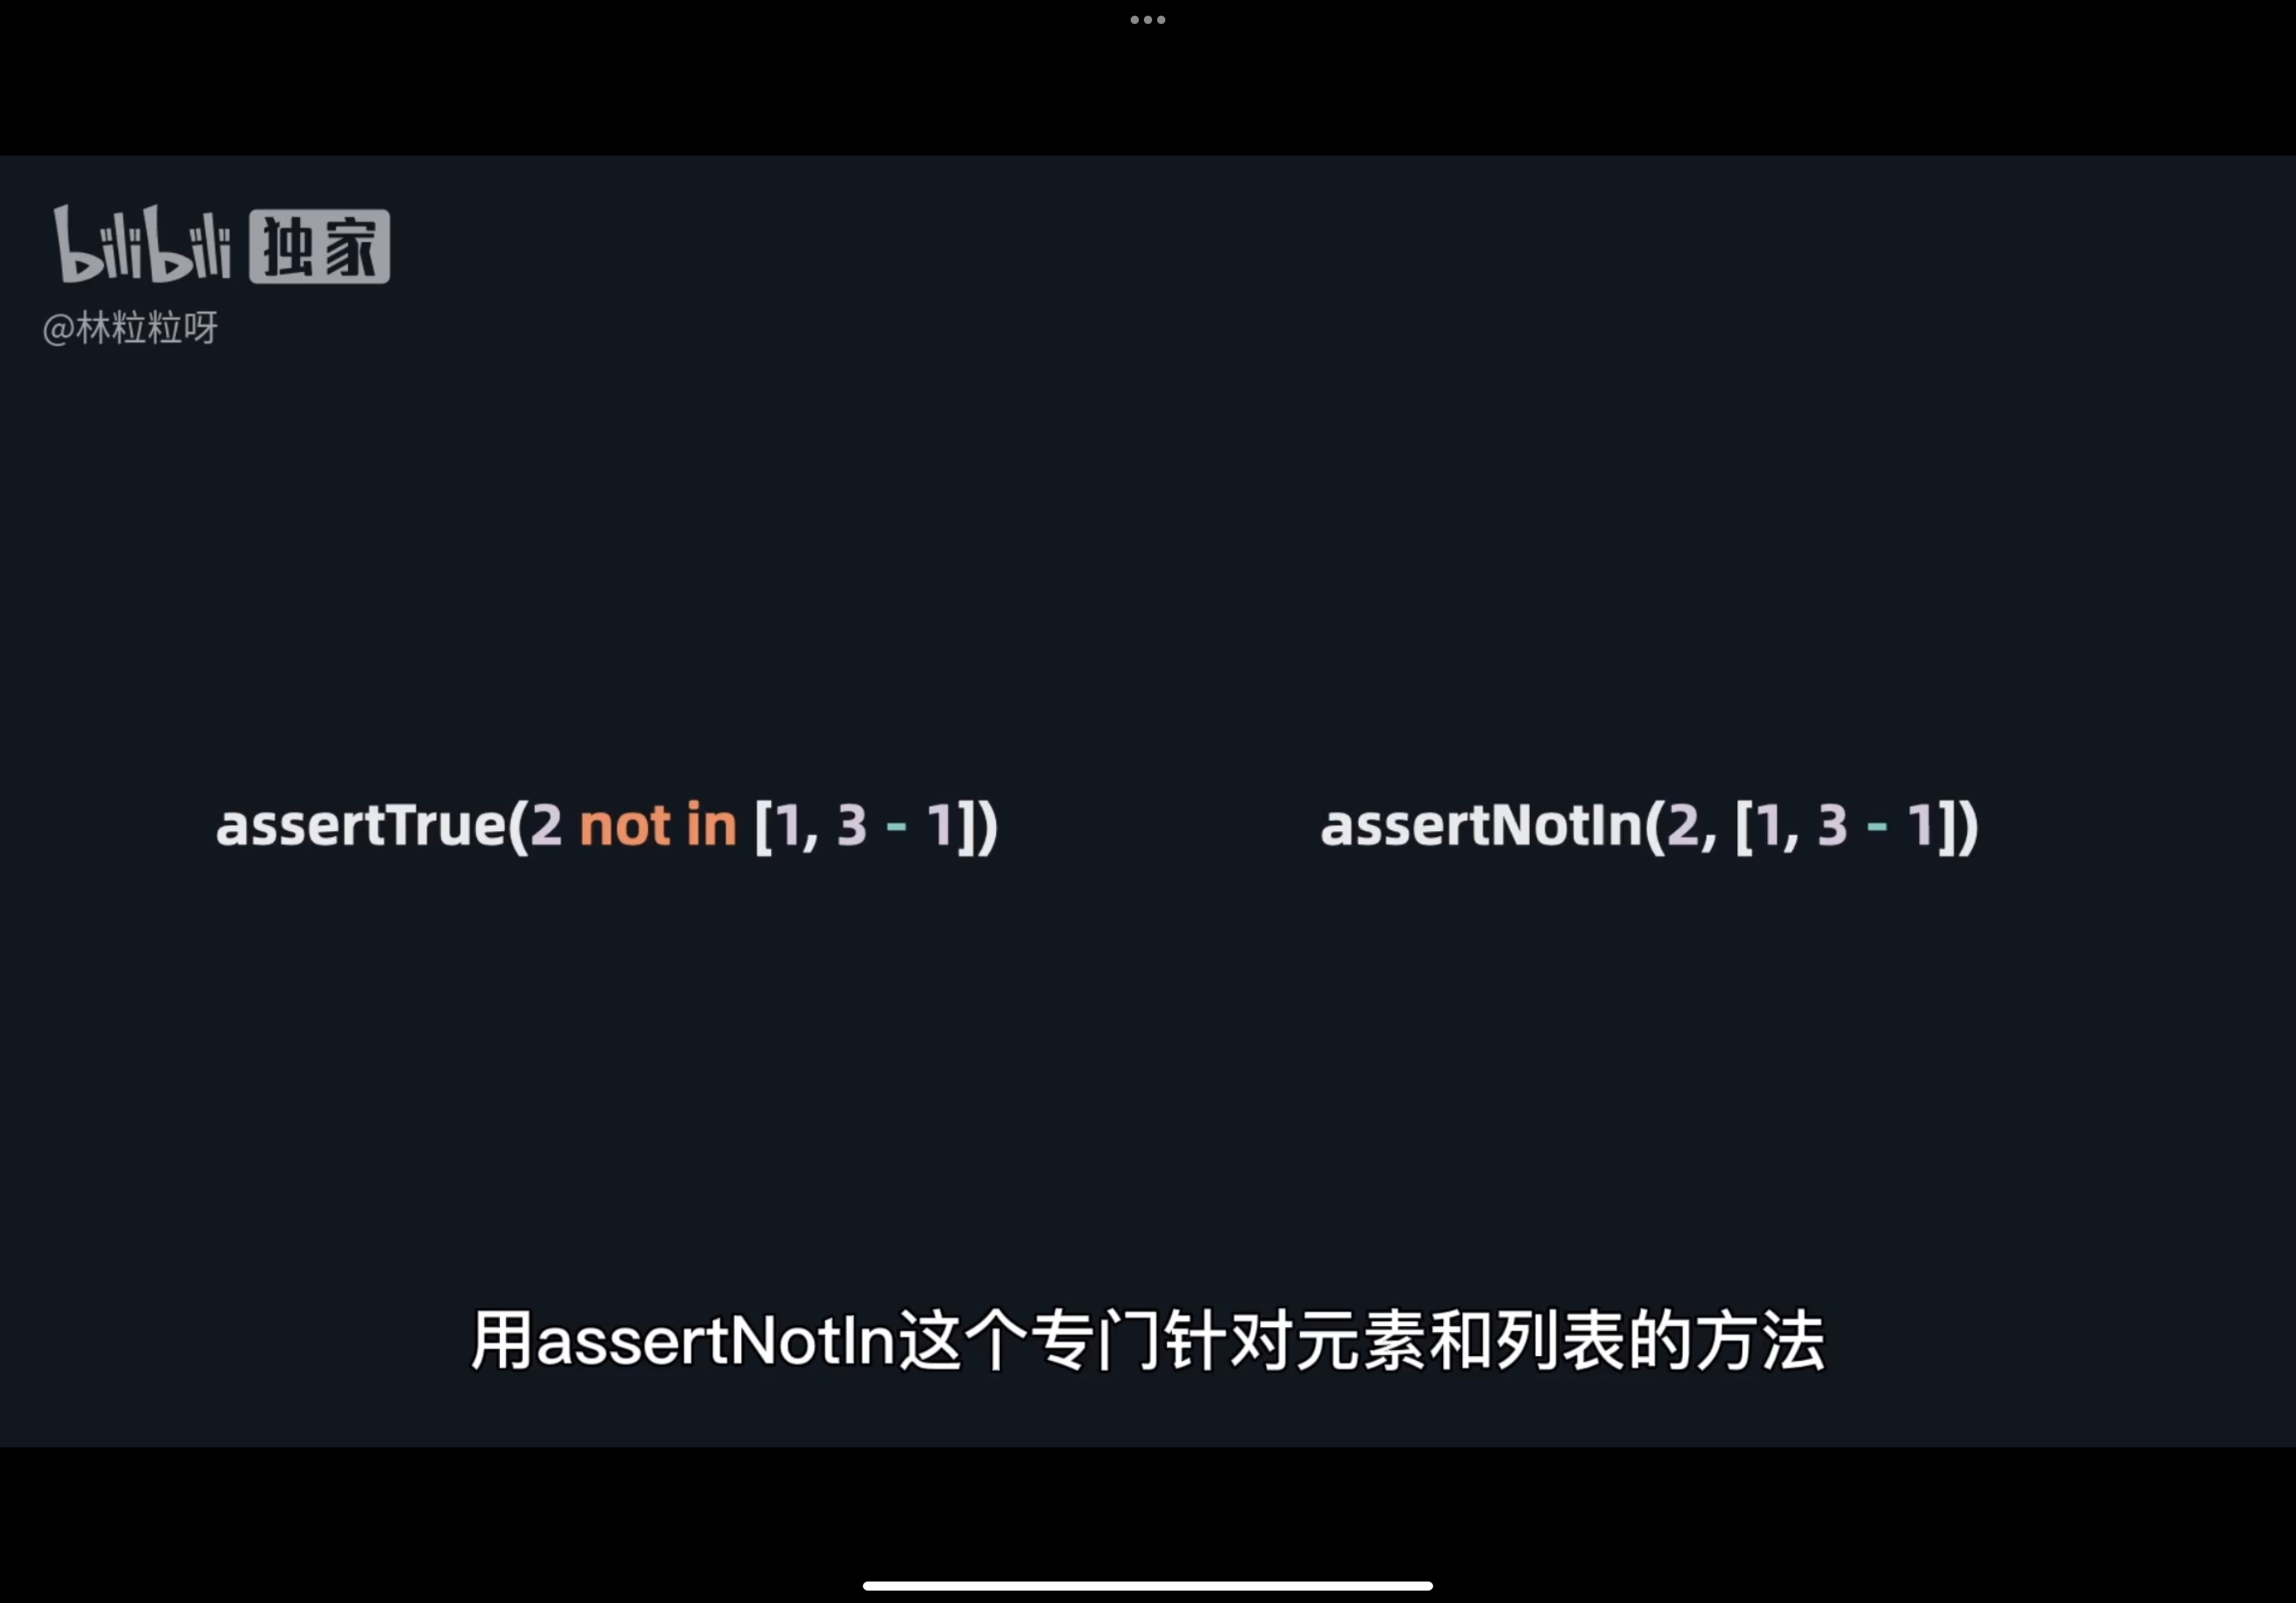 bilibili 独家
@林粒粒呀
assertTrue(2 not in [1, 3 - 1])
assertNotIn(2, [1, 3 - 1])
用assertNotIn这个专门针对元素和列表的方法